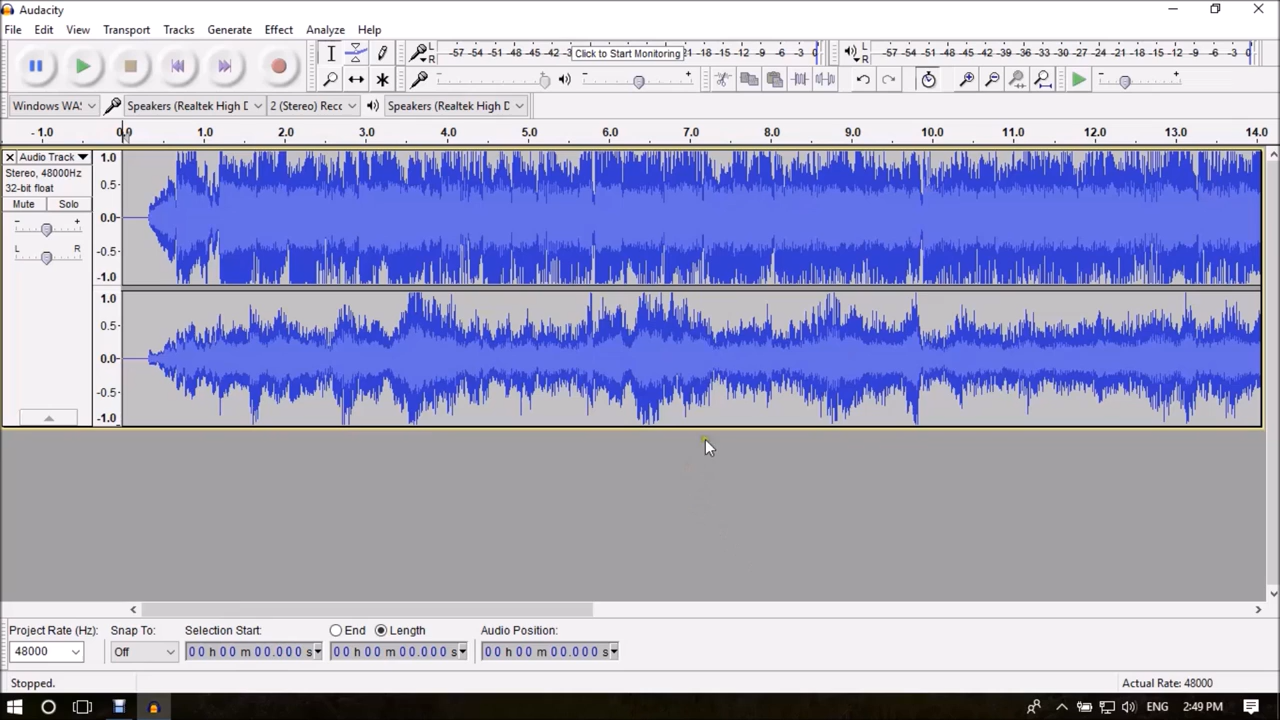 Audacity
File Edit View Transport Tracks Generate Effect Analyze Help
L R -57 -54 -51 -48 -45 -42 -3 Click to Start Monitoring 21 -18 -15 -12 -9 -6 -3 0 L R -57 -54 -51 -48 -45 -42 -39 -36 -33 -30 -27 -24 -21 -18 -15 -12 -9 -6 -3 0
- + - + - +
Windows WAS Speakers (Realtek High D 2 (Stereo) Recc Speakers (Realtek High D
- 1.0 0.0 1.0 2.0 3.0 4.0 5.0 6.0 7.0 8.0 9.0 10.0 11.0 12.0 13.0 14.0
Audio Track
Stereo, 48000Hz
32-bit float
Mute Solo
- +
L R
1.0
0.5
0.0
-0.5
-1.0
1.0
0.5
0.0
-0.5
-1.0
Project Rate (Hz): Snap To: Selection Start: End Length Audio Position:
48000 Off 00 h 00 m 00.000 s 00 h 00 m 00.000 s 00 h 00 m 00.000 s
Stopped. Actual Rate: 48000
ENG 2:49 PM